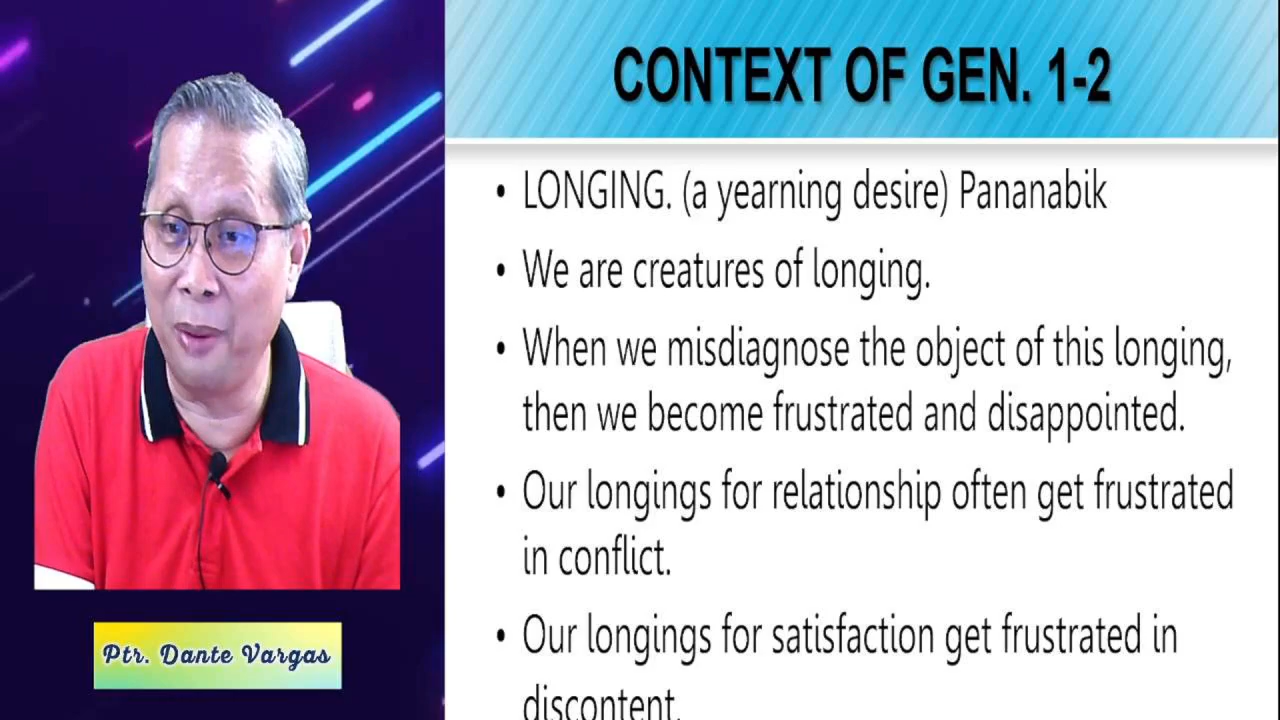 CONTEXT OF GEN. 1-2
• LONGING. (a yearning desire) Pananabik
• We are creatures of longing.
• When we misdiagnose the object of this longing,
then we become frustrated and disappointed.
• Our longings for relationship often get frustrated
in conflict.
• Our longings for satisfaction get frustrated in
discontent.
Ptr. Dante Vargas